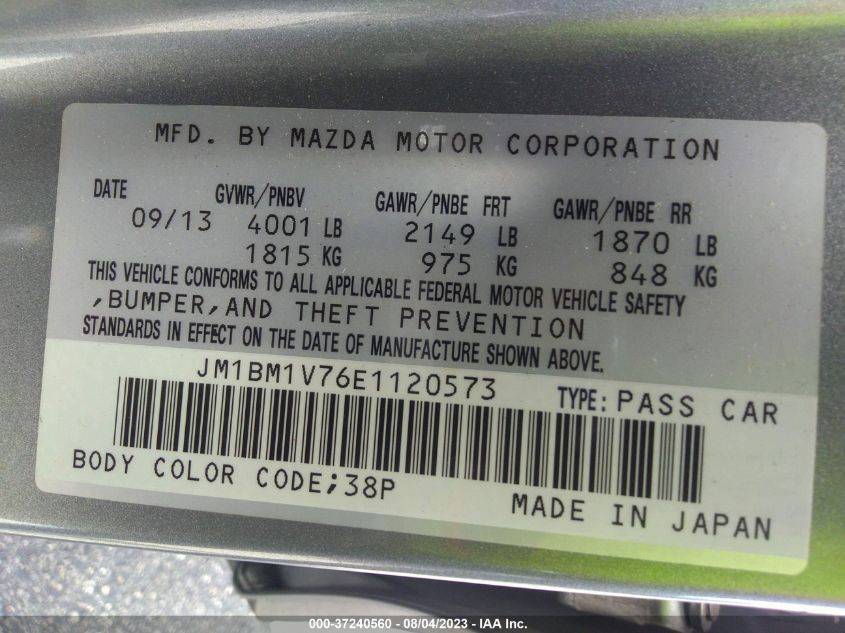 MFD. BY MAZDA MOTOR CORPORATION
DATE GVWR/PNBV GAWR/PNBE FRT GAWR/PNBE RR
09/13 4001 LB 2149 LB 1870 LB
1815 KG 975 KG 848 KG
THIS VEHICLE CONFORMS TO ALL APPLICABLE FEDERAL MOTOR VEHICLE SAFETY
,BUMPER,AND THEFT PREVENTION
STANDARDS IN EFFECT ON THE DATE OF MANUFACTURE SHOWN ABOVE.
JM1BM1V76E1120573 TYPE: PASS CAR
BODY COLOR CODE;38P MADE IN JAPAN
000-37240560 - 08/04/2023 - IAA Inc.